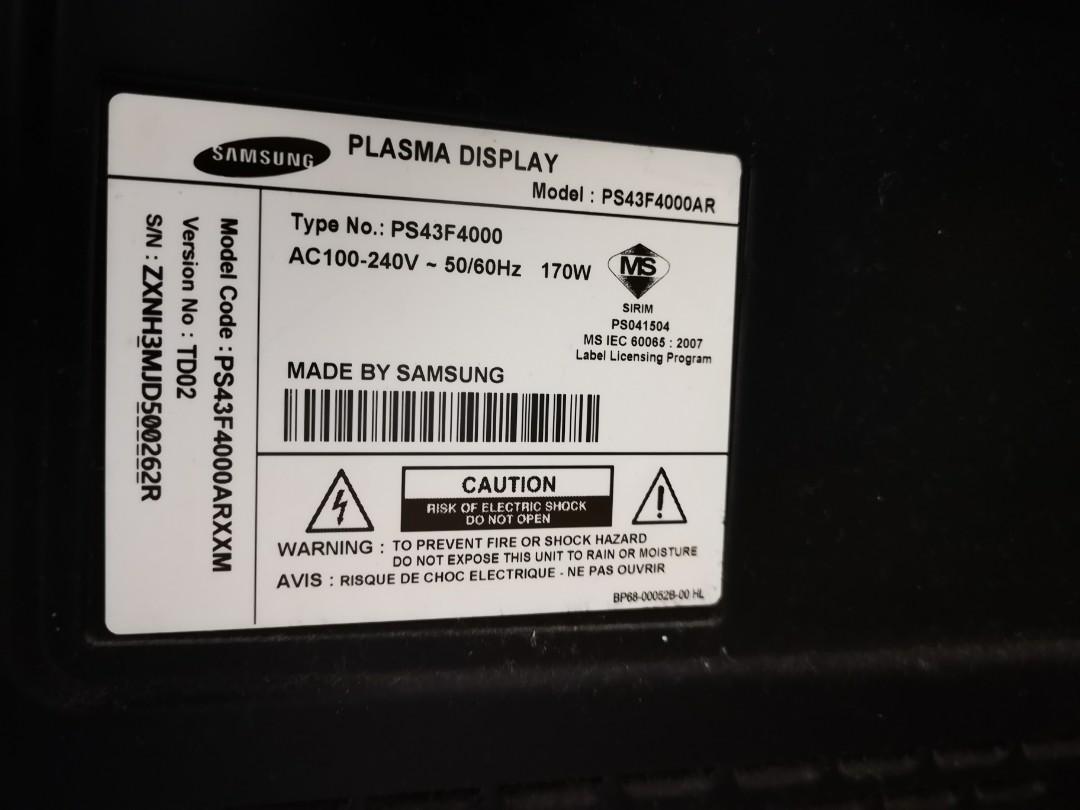 SAMSUNG PLASMA DISPLAY
Model : PS43F4000AR
Type No.: PS43F4000
AC100-240V ~ 50/60Hz 170W
MS
SIRIM
PS041504
MS IEC 60065 : 2007
Label Licensing Program
MADE BY SAMSUNG
CAUTION
RISK OF ELECTRIC SHOCK
DO NOT OPEN
WARNING : TO PREVENT FIRE OR SHOCK HAZARD
DO NOT EXPOSE THIS UNIT TO RAIN OR MOISTURE
AVIS : RISQUE DE CHOC ELECTRIQUE - NE PAS OUVRIR
BP68-00052B-00 HL
Model Code : PS43F4000ARXXM
Version No : TD02
S/N : ZXNH3MJD500262R